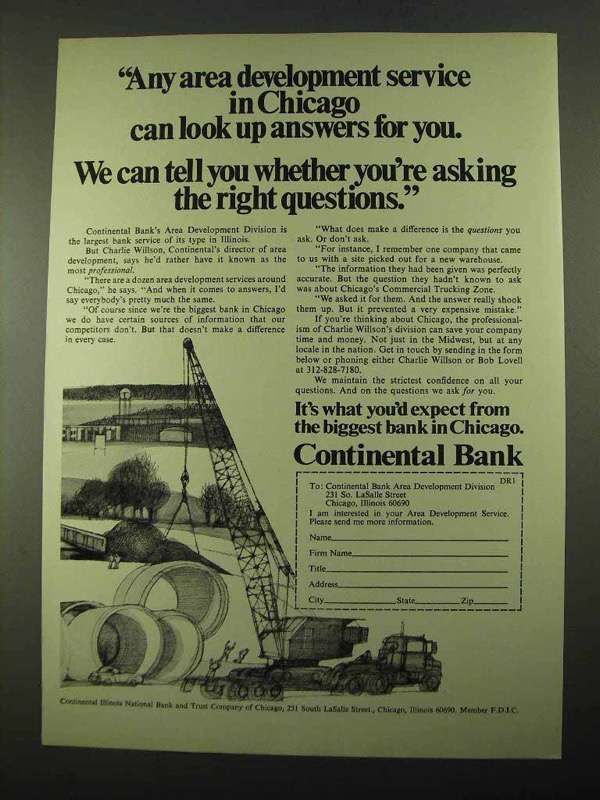 “Any area development service
in Chicago
can look up answers for you.
We can tell you whether you're asking
the right questions.”
Continental Bank's Area Development Division is
the largest bank service of its type in Illinois.
But Charlie Willson, Continental's director of area
development, says he'd rather have it known as the
most professional.
“There are a dozen area development services around
Chicago,” he says. “And when it comes to answers, I'd
say everybody's pretty much the same.
“Of course since we're the biggest bank in Chicago
we do have certain sources of information that our
competitors don't. But that doesn't make a difference
in every case.
“What does make a difference is the questions you
ask. Or don't ask.
“For instance, I remember one company that came
to us with a site picked out for a new warehouse.
“The information they had been given was perfectly
accurate. But the question they hadn't known to ask
was about Chicago's Commercial Trucking Zone.
“We asked it for them. And the answer really shook
them up. But it prevented a very expensive mistake.”
If you're thinking about Chicago, the professional-
ism of Charlie Willson's division can save your company
time and money. Not just in the Midwest, but at any
locale in the nation. Get in touch by sending in the form
below or phoning either Charlie Willson or Bob Lovell
at 312-828-7180.
We maintain the strictest confidence on all your
questions. And on the questions we ask for you.
It's what you'd expect from
the biggest bank in Chicago.
Continental Bank
DR1
To: Continental Bank Area Development Division
231 So. LaSalle Street
Chicago, Illinois 60690
I am interested in your Area Development Service.
Please send me more information.
Name
Firm Name
Title
Address
City State Zip
Continental Illinois National Bank and Trust Company of Chicago, 231 South LaSalle Street., Chicago, Illinois 60690. Member F.D.I.C.